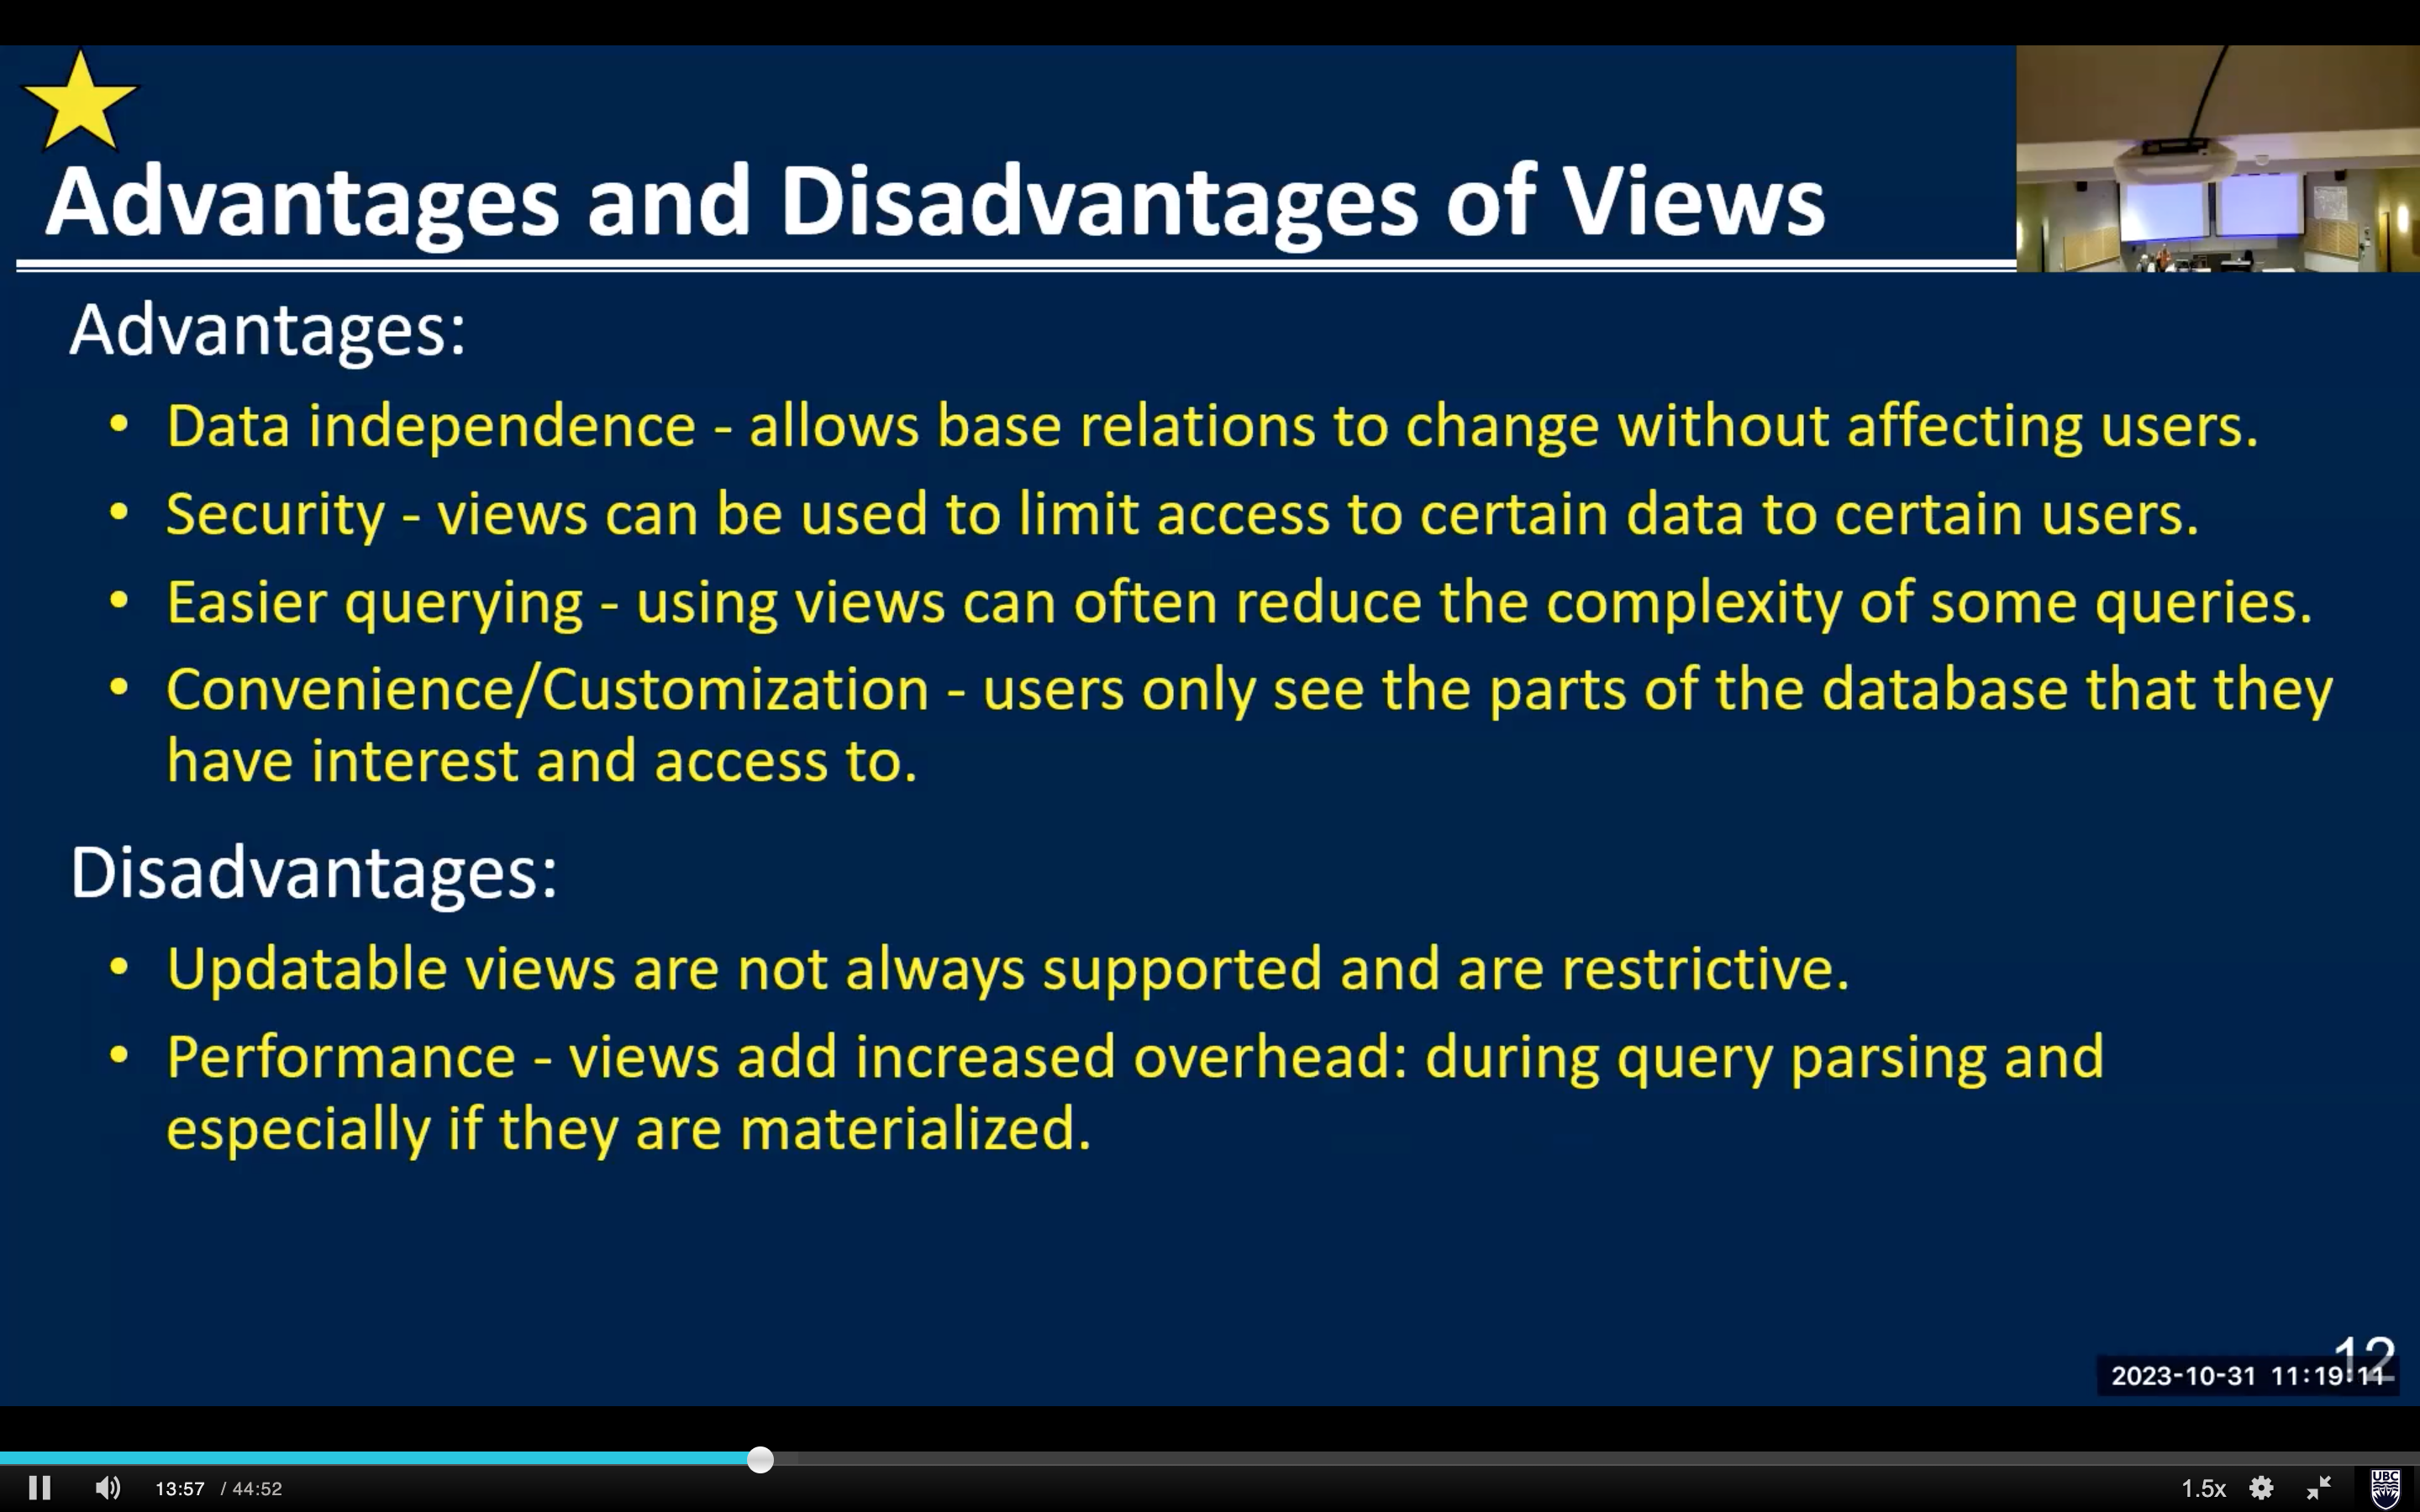 Advantages and Disadvantages of Views
Advantages:
• Data independence - allows base relations to change without affecting users.
• Security - views can be used to limit access to certain data to certain users.
• Easier querying - using views can often reduce the complexity of some queries.
• Convenience/Customization - users only see the parts of the database that they
have interest and access to.
Disadvantages:
• Updatable views are not always supported and are restrictive.
• Performance - views add increased overhead: during query parsing and
especially if they are materialized.
12
2023-10-31 11:19:11
13:57 / 44:52
1.5x
UBC